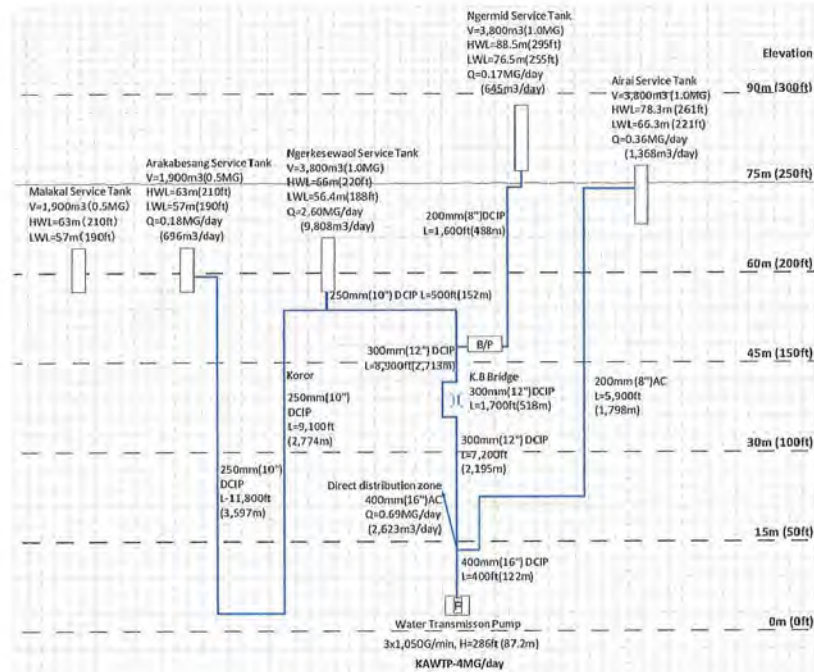 Ngermid Service Tank
V=3,800m3(1.0MG)
HWL=88.5m(295ft)
LWL=76.5m(255ft)
Q=0.17MG/day
(645m3/day)
Elevation
90m (300ft)
Airai Service Tank
V=3,800m3(1.0MG)
HWL=78.3m(261ft)
LWL=66.3m(221ft)
Q=0.36MG/day
(1,368m3/day)
Ngerkesewaol Service Tank
V=3,800m3(1.0MG)
HWL=66m(220ft)
LWL=56.4m(188ft)
Q=2,60MG/day
(9,808m3/day)
Arakabesang Service Tank
V=1,900m3(0.5MG)
HWL=63m(210ft)
LWL=57m(190ft)
Q=0.18MG/day
(696m3/day)
Malakal Service Tank
V=1,900m3(0.5MG)
HWL=63m(210ft)
LWL=57m(190ft)
75m (250ft)
200mm(8")DCIP
L=1,600ft(488m)
60m (200ft)
250mm(10") DCIP L=500ft(152m)
B/P
300mm(12")DCIP
L=8,900ft(2,713m)
45m (150ft)
Koror
250mm(10")
DCIP
L=9,100ft
(2,774m)
K.B Bridge
300mm(12")DCIP
L=1,700ft(518m)
200mm(8")AC
L=5,900ft
(1,798m)
30m (100ft)
300mm(12")DCIP
L=7,200ft
(2,195m)
250mm(10")
DCIP
L-11,800ft
(3,597m)
Direct distribution zone
400mm(16")AC
Q=0.69MG/day
(2,623m3/day)
15m (50ft)
400mm(16")DCIP
L=400ft(122m)
P
0m (0ft)
Water Transmisson Pump
3x1,050G/min, H=286ft (87.2m)
KAWTP-4MG/day